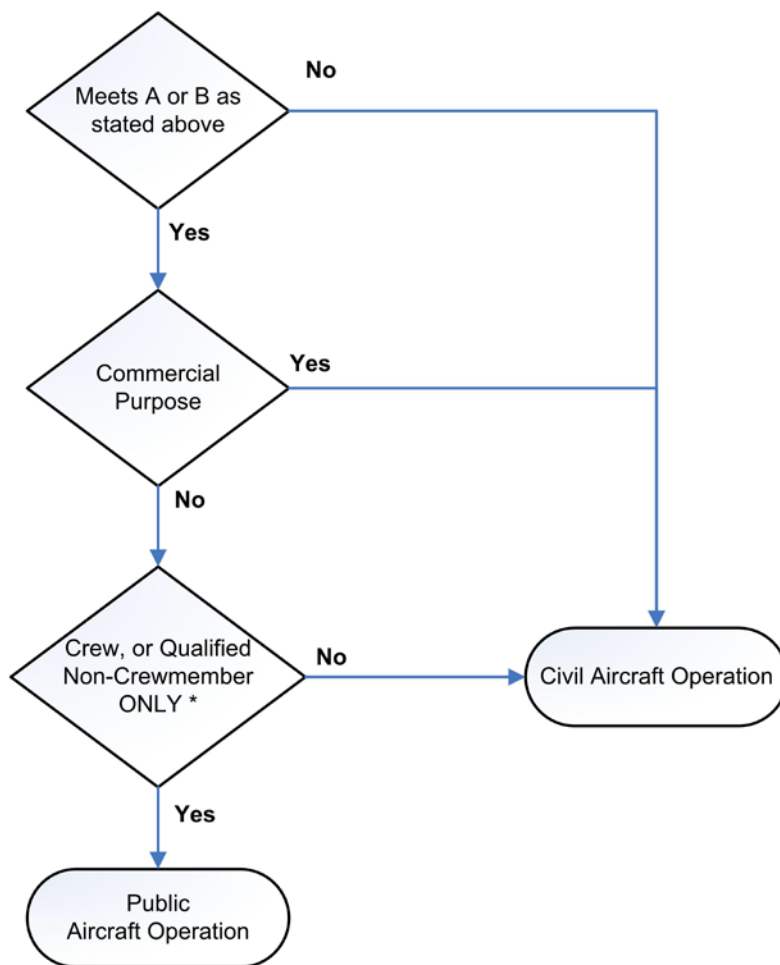 Meets A or B as
stated above
No
Yes
Commercial
Purpose
Yes
No
Crew, or Qualified
Non-Crewmember
ONLY *
No
Civil Aircraft Operation
Yes
Public
Aircraft Operation